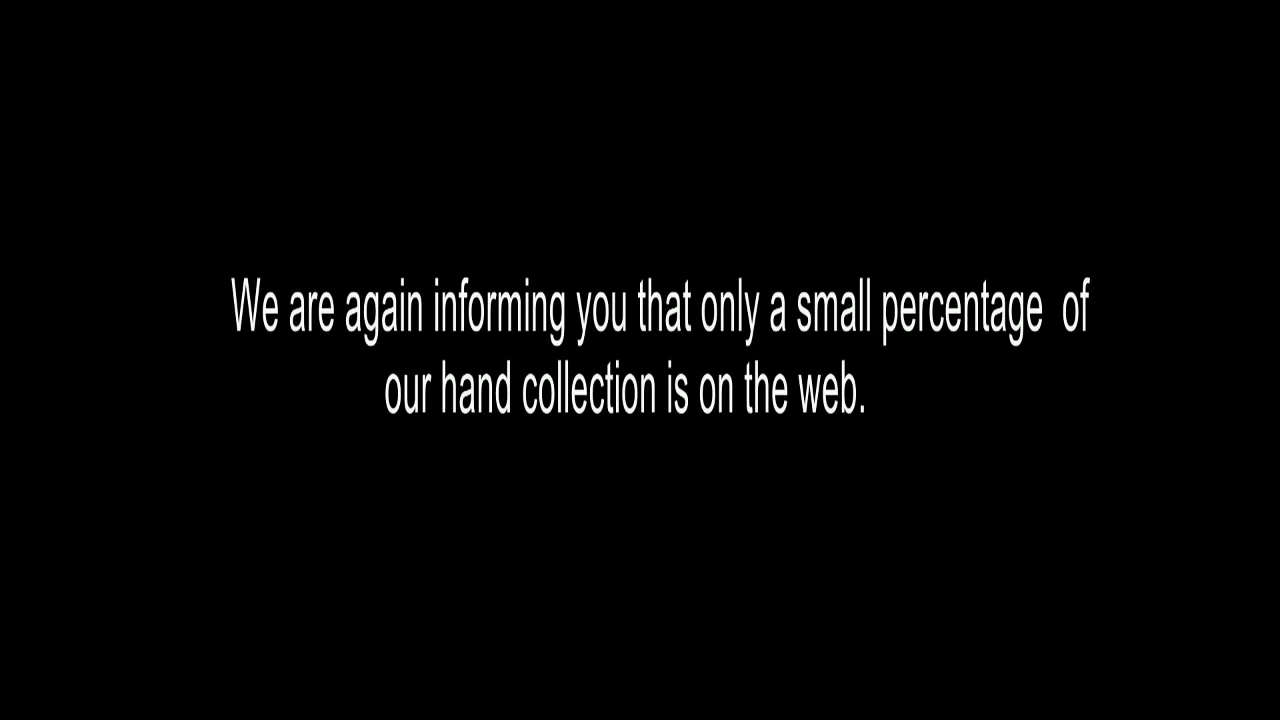 We are again informing you that only a small percentage  of
our hand collection is on the web.